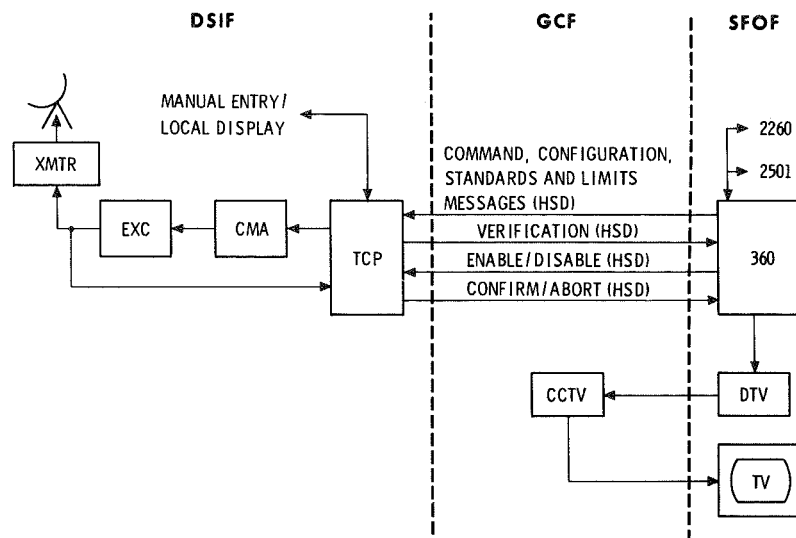 DSIF
GCF
SFOF
MANUAL ENTRY/
LOCAL DISPLAY
2260
2501
COMMAND, CONFIGURATION,
STANDARDS AND LIMITS
MESSAGES (HSD)
XMTR
EXC
CMA
TCP
VERIFICATION (HSD)
ENABLE/DISABLE (HSD)
CONFIRM/ABORT (HSD)
360
CCTV
DTV
TV